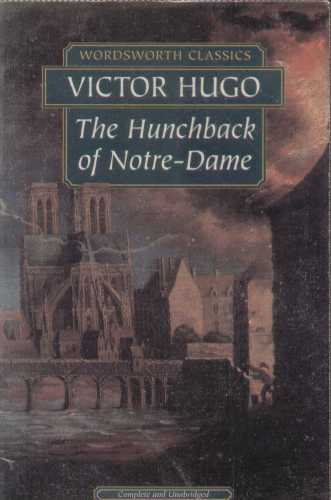 WORDSWORTH CLASSICS
VICTOR HUGO
The Hunchback
of Notre-Dame
Complete and Unabridged